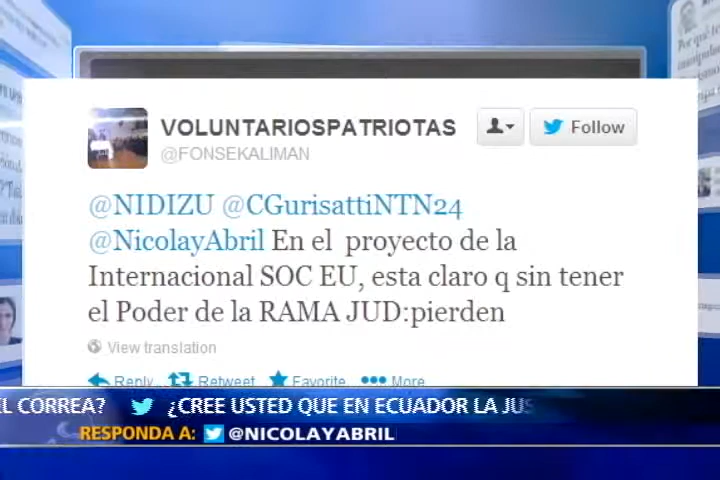 VOLUNTARIOSPATRIOTAS
@FONSEKALIMAN
Follow
@NIDIZU @CGurisattiNTN24
@NicolayAbril En el proyecto de la
Internacional SOC EU, esta claro q sin tener
el Poder de la RAMA JUD:pierden
View translation
Reply Retweet Favorite More
EL CORREA? ¿CREE USTED QUE EN ECUADOR LA JUS
RESPONDA A: @NICOLAYABRIL